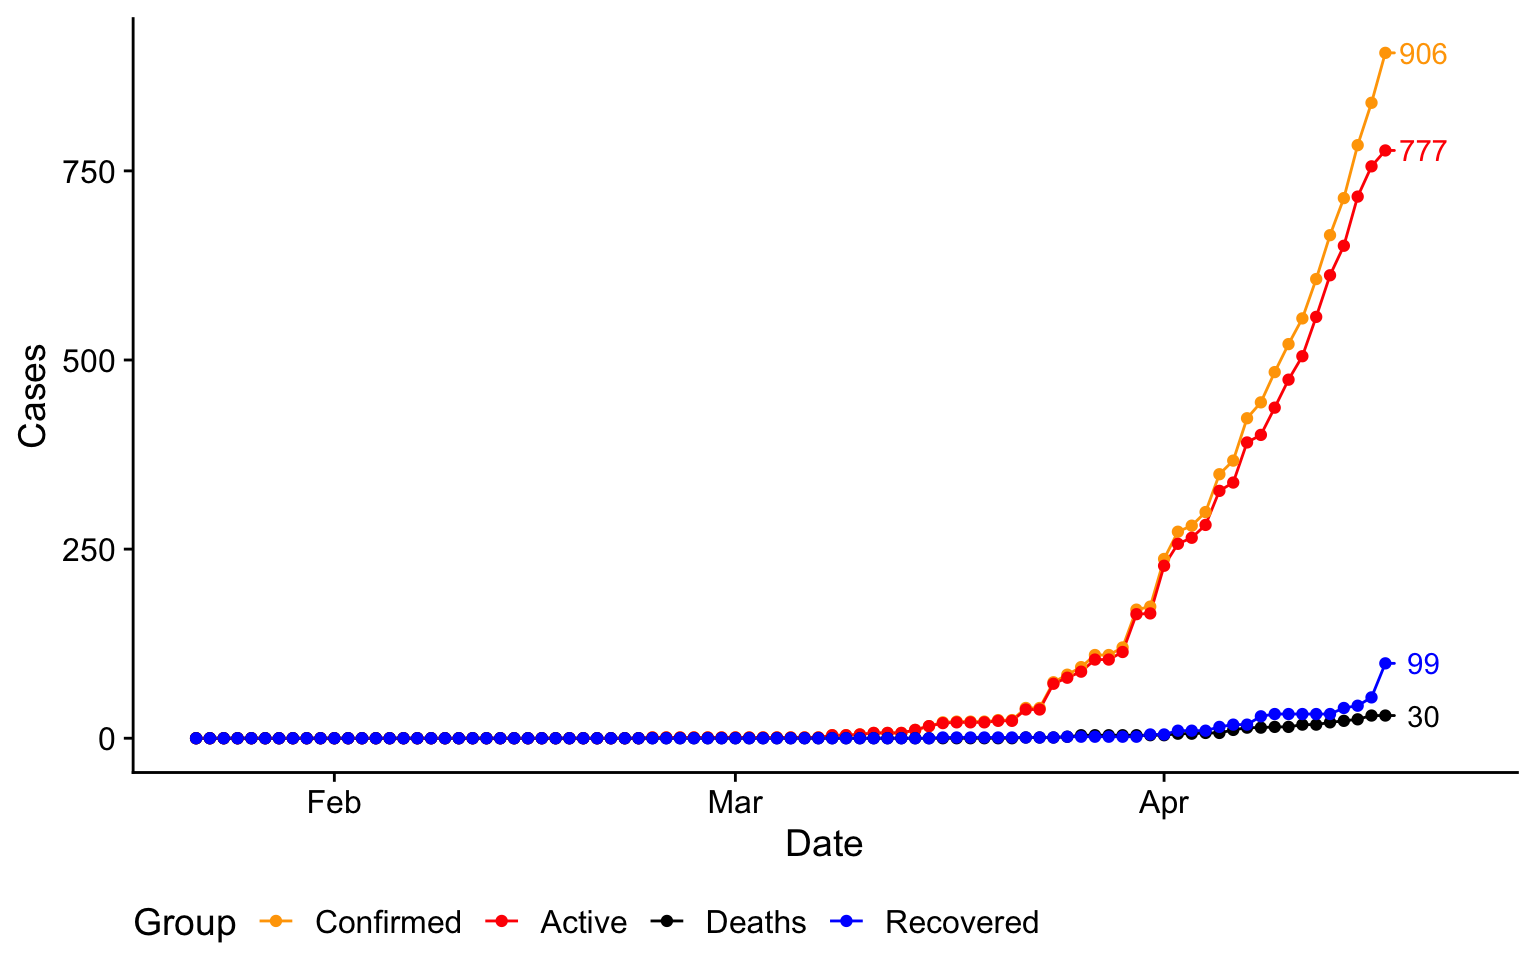 906
777
750
500
250
0
99
30
Cases
Feb Mar Apr
Date
Group Confirmed Active Deaths Recovered